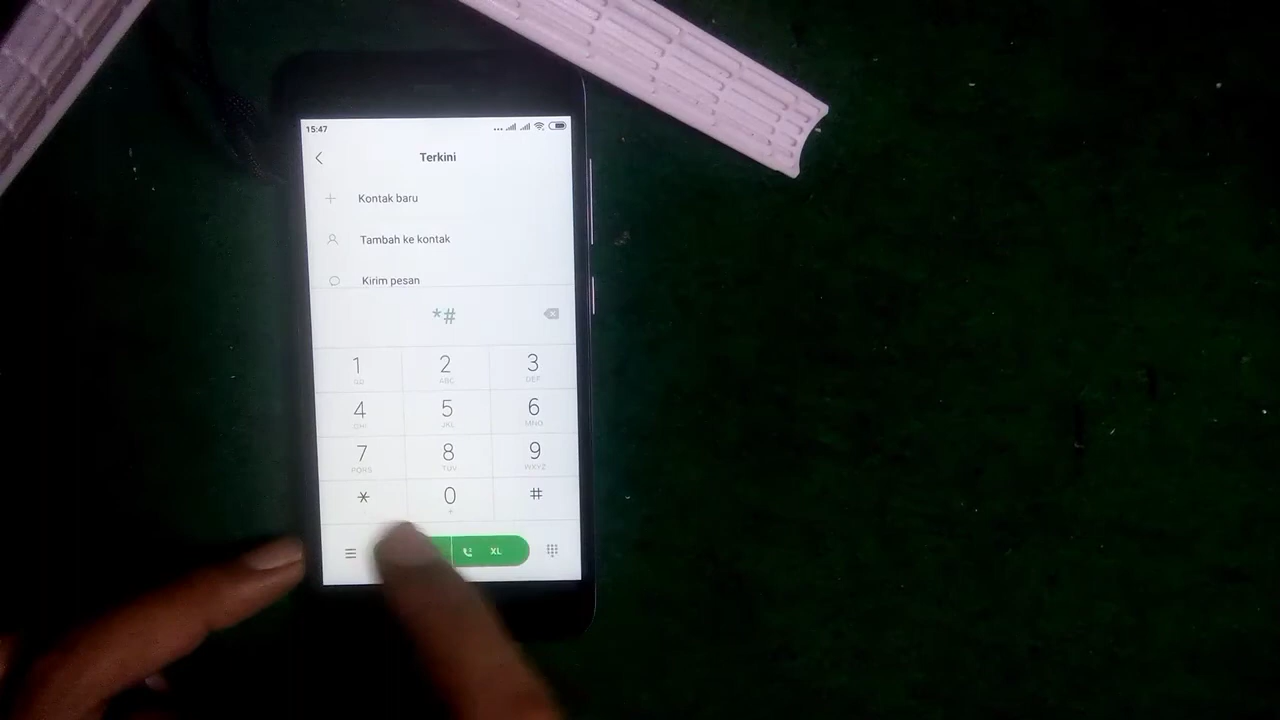 15:47
Terkini
Kontak baru
Tambah ke kontak
Kirim pesan
*#
1 2 3
ABC DEF
4 5 6
GHI JKL MNO
7 8 9
PQRS TUV WXYZ
* 0 #
+
XL